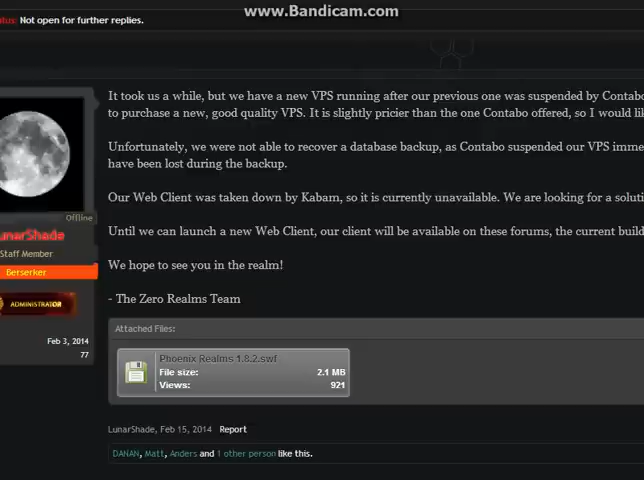 www.Bandicam.com
Not open for further replies.
It took us a while, but we have a new VPS running after our previous one was suspended by Contabo
to purchase a new, good quality VPS. It is slightly pricier than the one Contabo offered, so I would
Unfortunately, we were not able to recover a database backup, as Contabo suspended our VPS
have been lost during the backup.
Our Web Client was taken down by Kabam, so it is currently unavailable. We are looking for a
Offline
LunarShade
Until we can launch a new Web Client, our client will be available on these forums, the current build
Staff Member
Berserker
We hope to see you in the realm!
ADMINISTRATOR
- The Zero Realms Team
Attached Files:
Feb 3, 2014
77
Phoenix Realms 1.8.2.swf
File size: 2.1 MB
Views: 921
LunarShade, Feb 15, 2014 Report
DANAN, Matt, Anders and 1 other person like this.